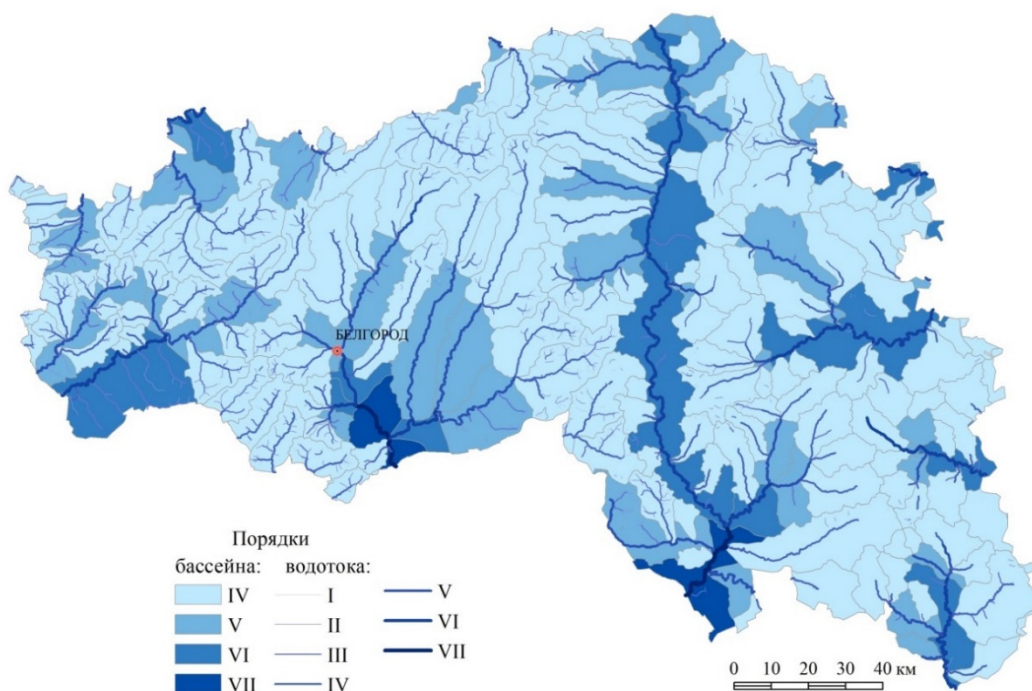 БЕЛГОРОД
Порядки
бассейна: водотока:
IV I V
V II VI
VI III VII
VII IV
0 10 20 30 40 км